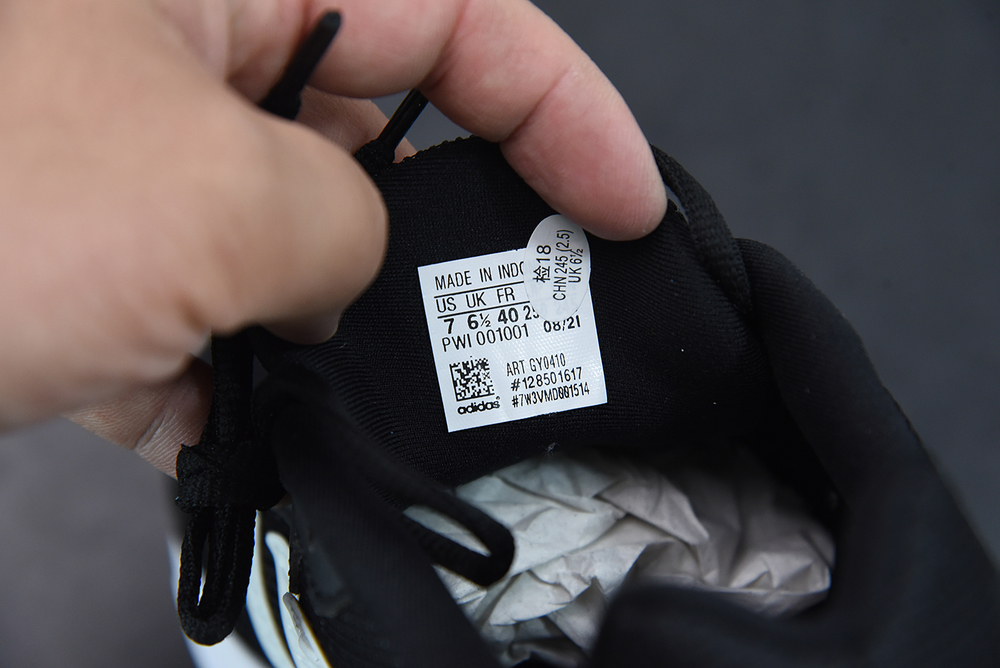 MADE IN INDO
US UK FR
7 6½ 40 25
PWI 001001 08/21
ART GY0410
#128501617
#7W3VMD001514
adidas
检18
CHN 245 (2.5)
UK 6½